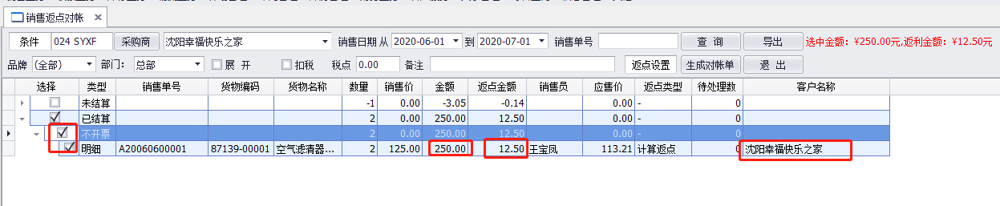 销售返点对帐 ×
条件 024 SYXF 采购商 沈阳幸福快乐之家 销售日期 从 2020-06-01 到 2020-07-01 销售单号 查 询 导出 选中金额：¥250.00元,返利金额：¥12.50元
品牌 (全部) 部门： 总部 展 开 扣税 税点 0.00 备注 返点设置 生成对帐单 退 出
选择 类型 销售单号 货物编码 货物名称 数量 销售价 金额 返点金额 销售员 应售价 返点类型 待处理数 客户名称
未结算 -1 0.00 -3.05 -0.14 0.00 - 0
已结算 2 0.00 250.00 12.50 0.00 - 0
不开票 2 0.00 250.00 12.50 0.00 - 0
明细 A20060600001 87139-00001 空气滤清器... 2 125.00 250.00 12.50 王宝凤 113.21 计算返点 0 沈阳幸福快乐之家